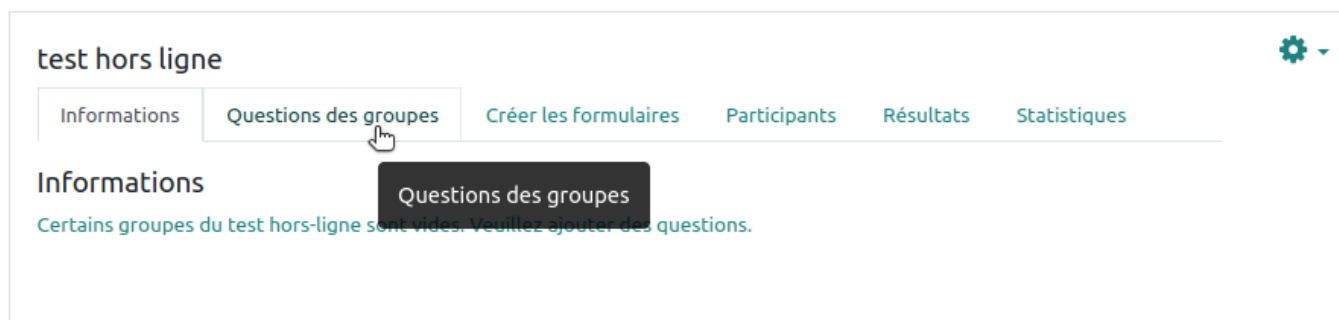 test hors ligne
Informations
Questions des groupes
Créer les formulaires
Participants
Résultats
Statistiques
Informations
Questions des groupes
Certains groupes du test hors-ligne sont vides. Veuillez ajouter des questions.